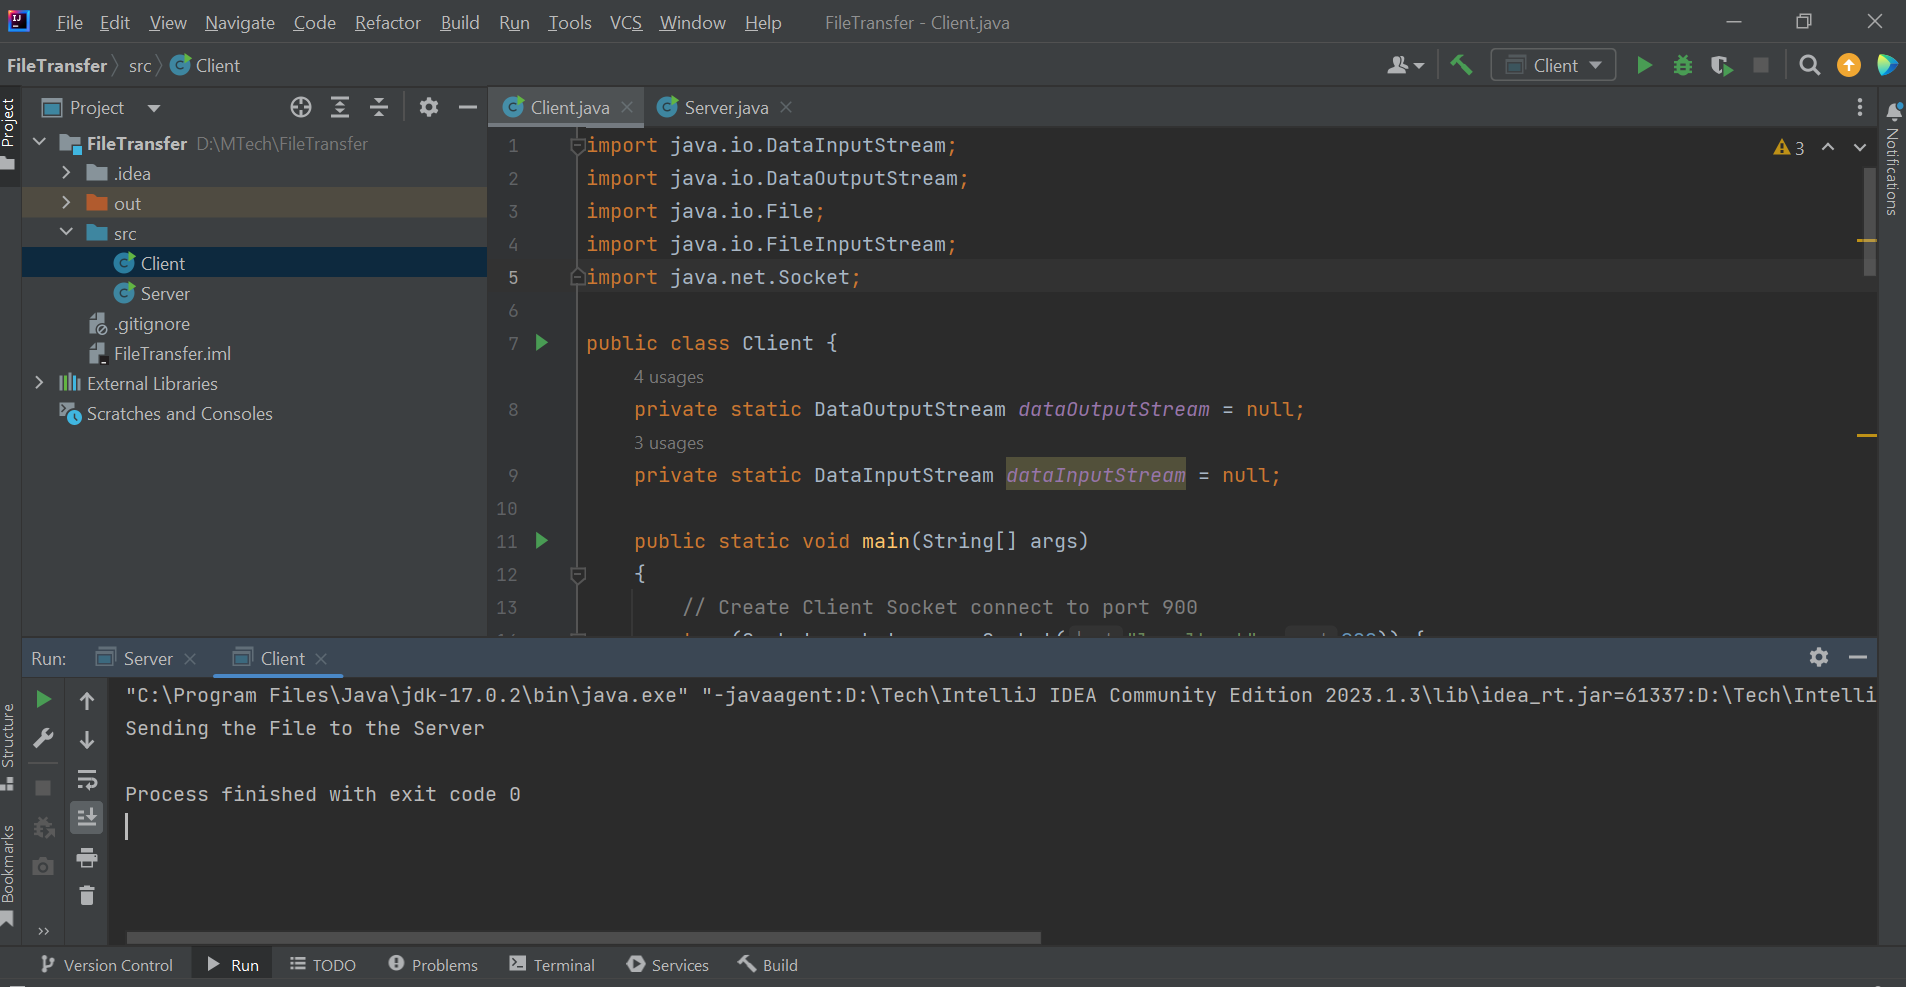 File Edit View Navigate Code Refactor Build Run Tools VCS Window Help FileTransfer - Client.java
FileTransfer src Client
Client
Project
Project
FileTransfer D:\MTech\FileTransfer
.idea
out
src
Client
Server
.gitignore
FileTransfer.iml
External Libraries
Scratches and Consoles
Client.java Server.java
1 import java.io.DataInputStream;
2 import java.io.DataOutputStream;
3 import java.io.File;
4 import java.io.FileInputStream;
5 import java.net.Socket;
6
7 public class Client {
4 usages
8 private static DataOutputStream dataOutputStream = null;
3 usages
9 private static DataInputStream dataInputStream = null;
10
11 public static void main(String[] args)
12 {
13 // Create Client Socket connect to port 900
3
Notifications
Run: Server Client
"C:\Program Files\Java\jdk-17.0.2\bin\java.exe" "-javaagent:D:\Tech\IntelliJ IDEA Community Edition 2023.1.3\lib\idea_rt.jar=61337:D:\Tech\Intelli
Sending the File to the Server
Process finished with exit code 0
Structure
Bookmarks
Version Control Run TODO Problems Terminal Services Build